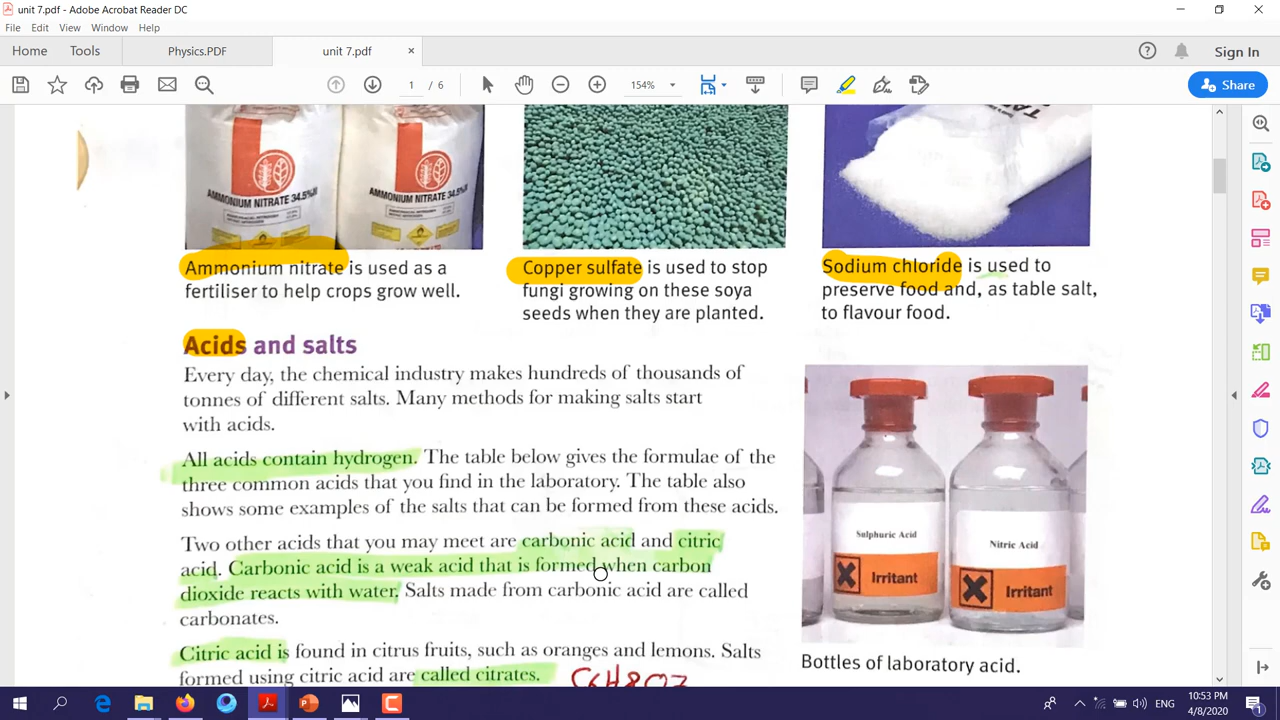 unit 7.pdf - Adobe Acrobat Reader DC
File Edit View Window Help
Home Tools Physics.PDF unit 7.pdf × Sign In
1 / 6 154% Share
AMMONIUM NITRATE 34.5%N AMMONIUM NITRATE 34.5%
Ammonium nitrate is used as a
fertiliser to help crops grow well.
Copper sulfate is used to stop
fungi growing on these soya
seeds when they are planted.
Sodium chloride is used to
preserve food and, as table salt,
to flavour food.
Acids and salts
Every day, the chemical industry makes hundreds of thousands of
tonnes of different salts. Many methods for making salts start
with acids.
All acids contain hydrogen. The table below gives the formulae of the
three common acids that you find in the laboratory. The table also
shows some examples of the salts that can be formed from these acids.
Two other acids that you may meet are carbonic acid and citric
acid. Carbonic acid is a weak acid that is formed when carbon
dioxide reacts with water. Salts made from carbonic acid are called
carbonates.
Citric acid is found in citrus fruits, such as oranges and lemons. Salts
formed using citric acid are called citrates.
C6H8O7
Sulphuric Acid
Irritant
Nitric Acid
Irritant
Bottles of laboratory acid.
ENG 10:53 PM
4/8/2020